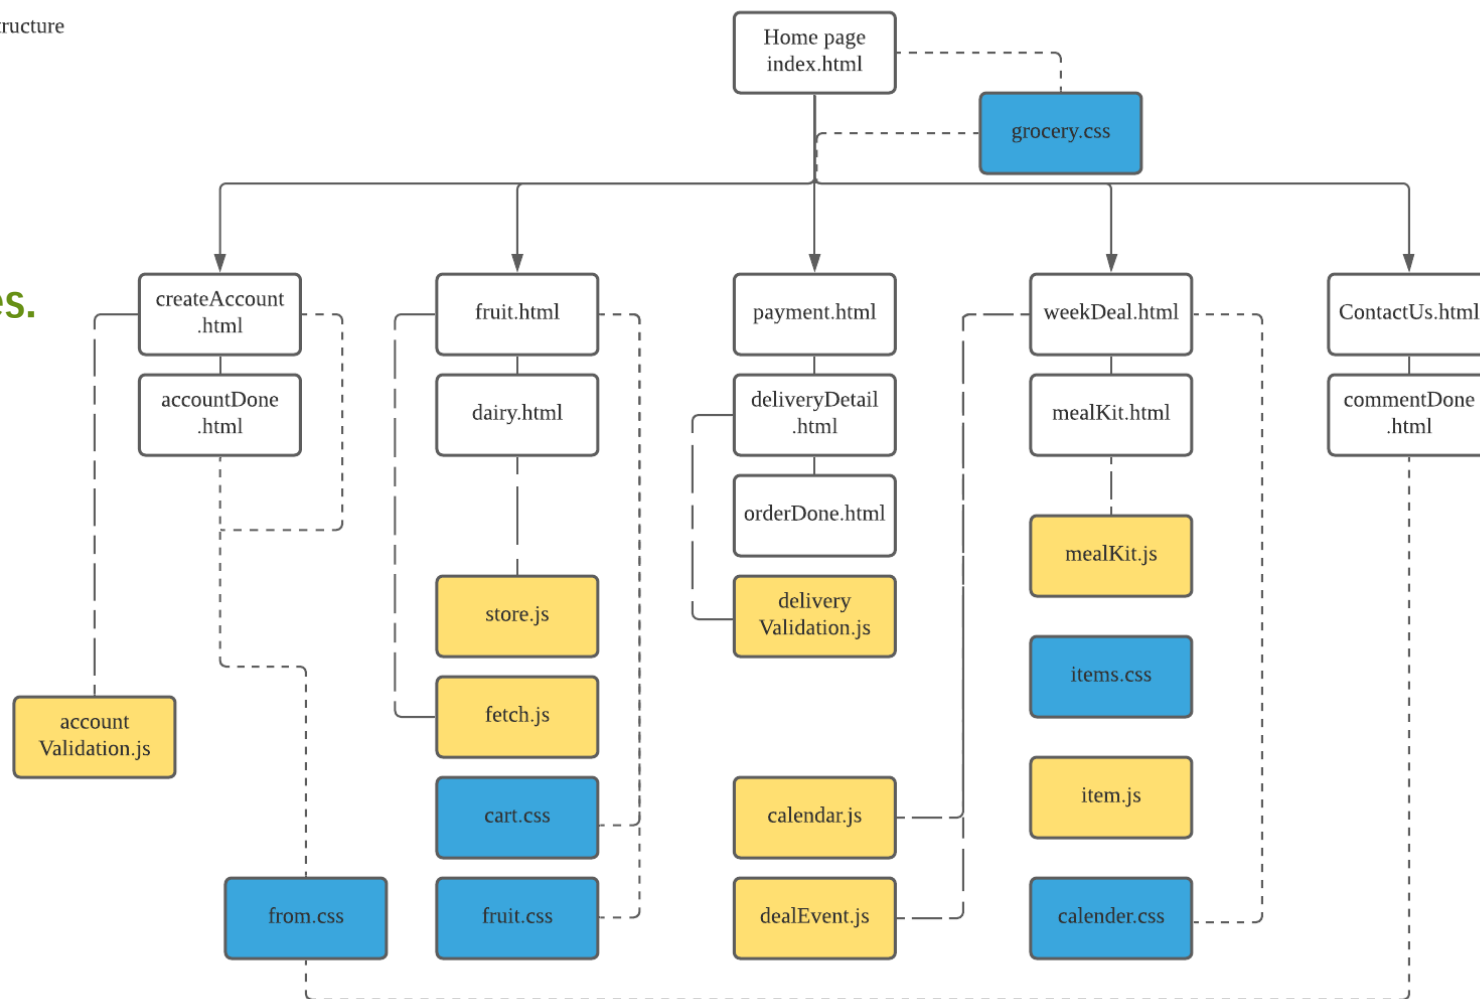 Home page
index.html
grocery.css
createAccount
.html
fruit.html
payment.html
weekDeal.html
ContactUs.html
accountDone
.html
dairy.html
deliveryDetail
.html
mealKit.html
commentDone
.html
orderDone.html
mealKit.js
store.js
delivery
Validation.js
items.css
fetch.js
account
Validation.js
cart.css
calendar.js
item.js
from.css
fruit.css
dealEvent.js
calender.css